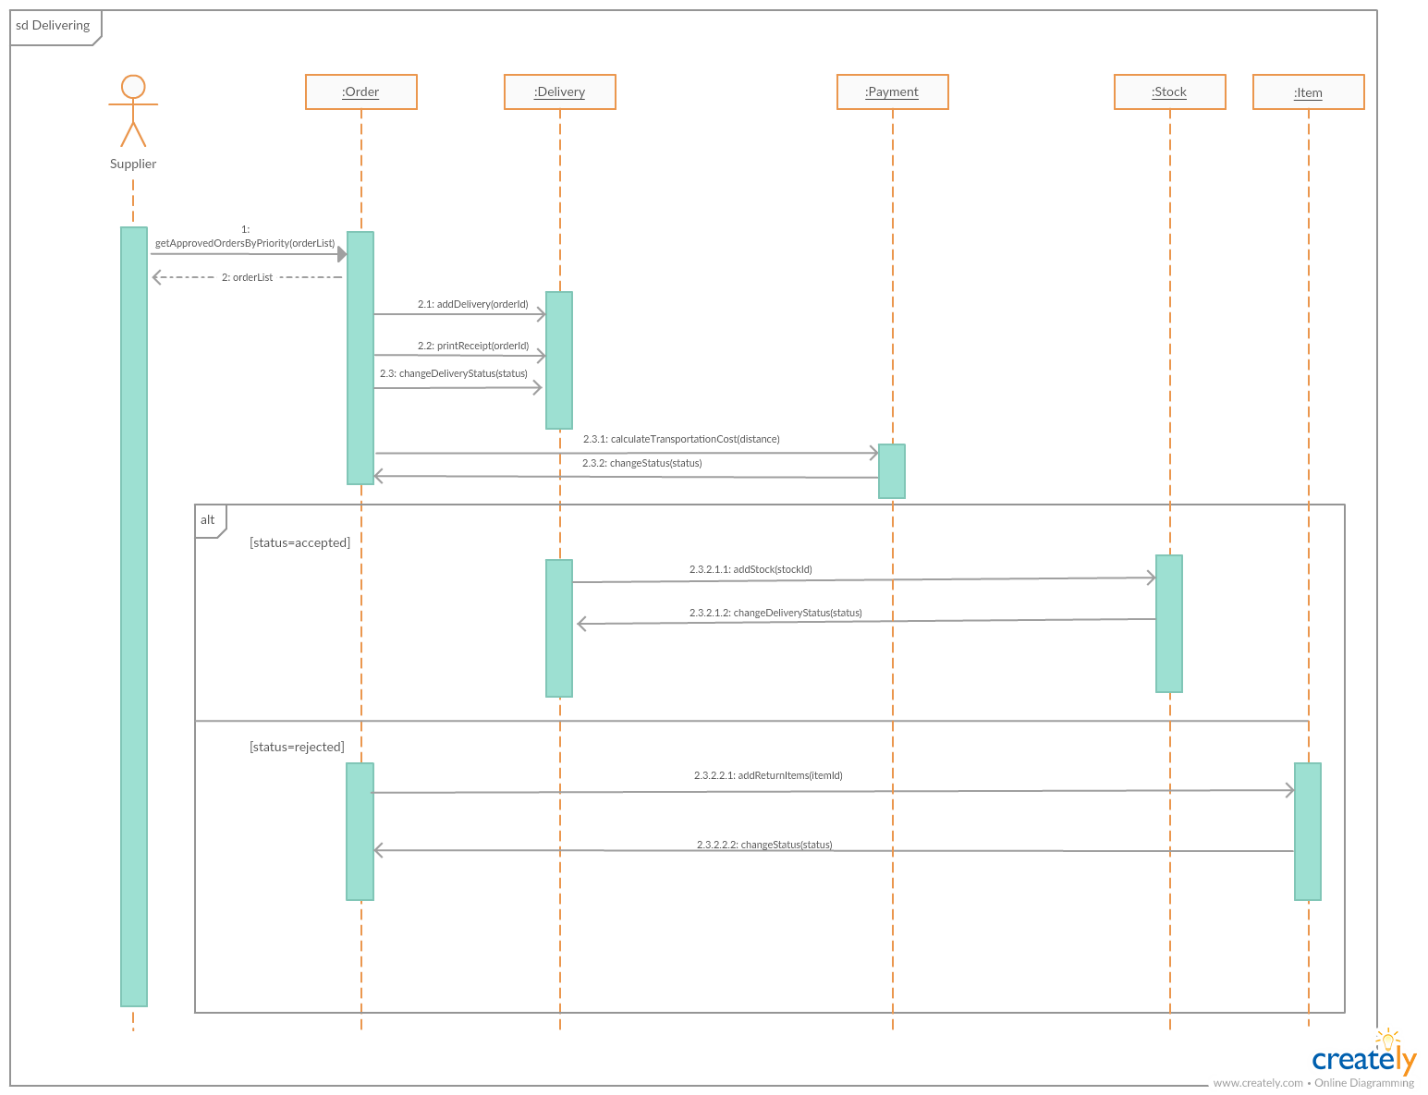 sd Delivering
:Order
:Delivery
:Payment
:Stock
:Item
Supplier
1:
getApprovedOrdersByPriority(orderList)
2: orderList
2.1: addDelivery(orderId)
2.2: printReceipt(orderId)
2.3: changeDeliveryStatus(status)
2.3.1: calculateTransportationCost(distance)
2.3.2: changeStatus(status)
alt
[status=accepted]
2.3.2.1.1: addStock(stockId)
2.3.2.1.2: changeDeliveryStatus(status)
[status=rejected]
2.3.2.2.1: addReturnItems(itemId)
2.3.2.2.2: changeStatus(status)
creately
www.creately.com • Online Diagramming